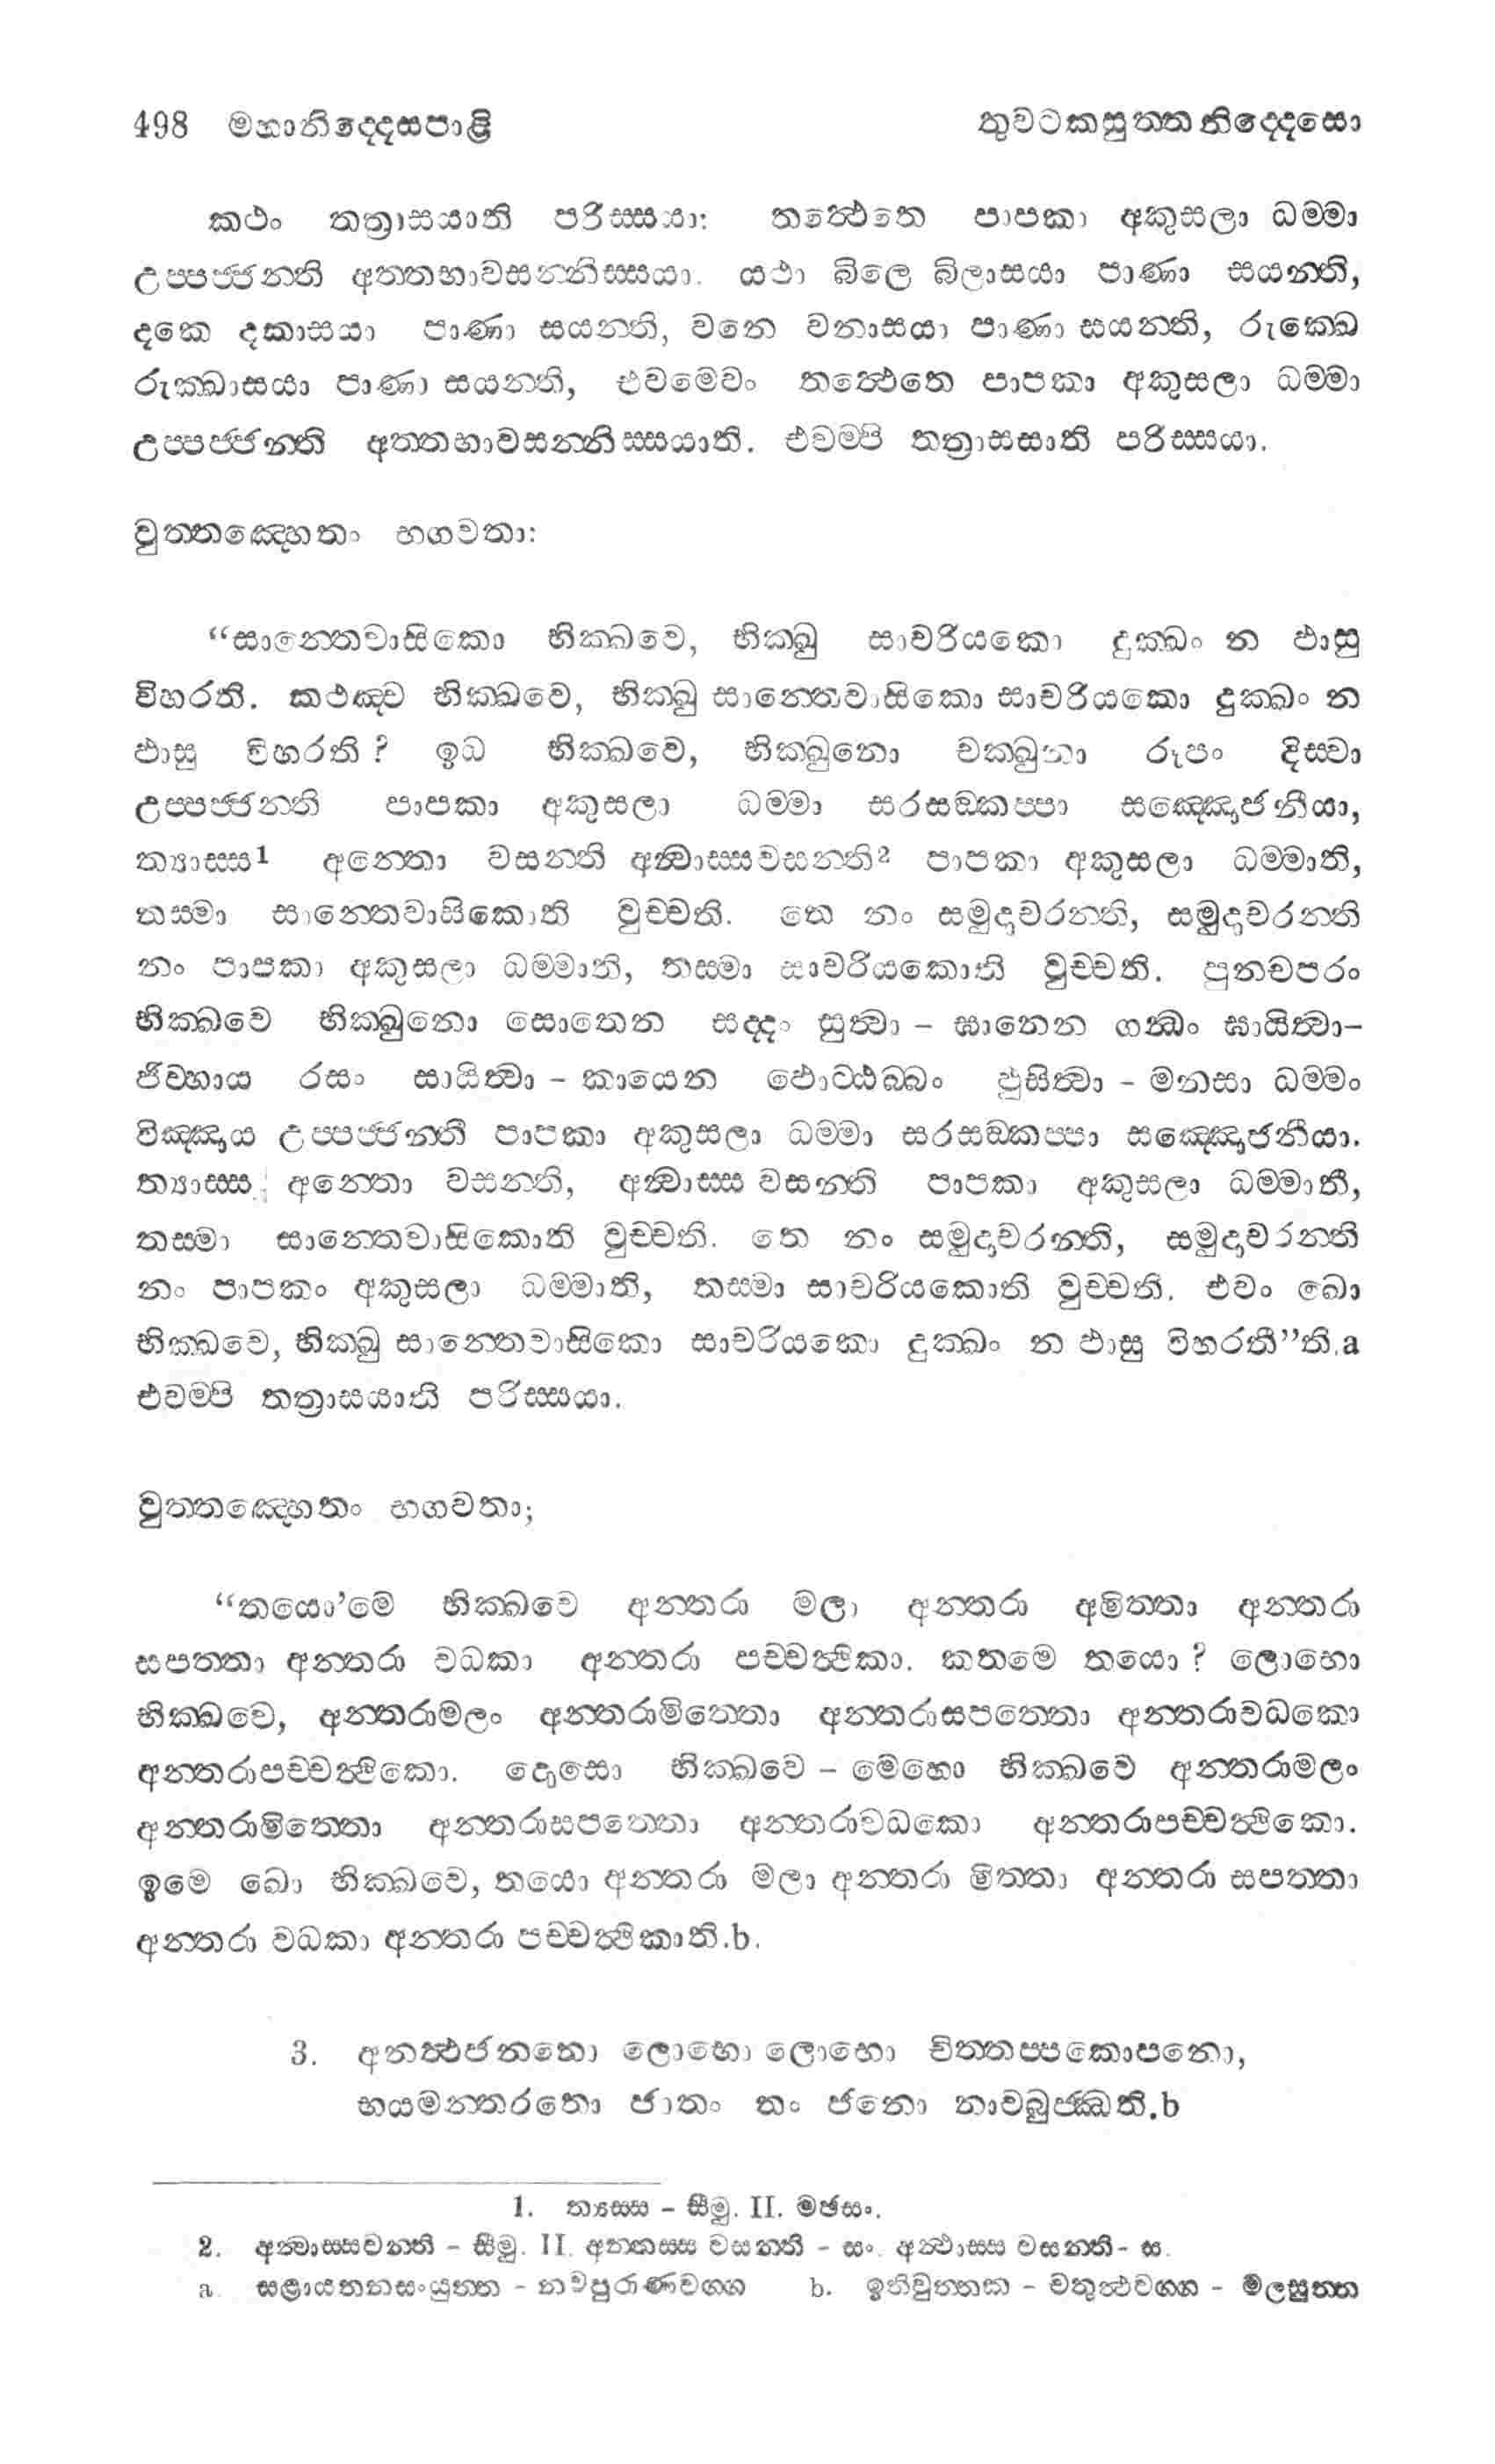 498 මහානිද්දෙසපාළි තුවටකසුත්තනිද්දෙසො
කථං තත්‍රාසයාති පරිස්සයා: තත්ථෙතෙ පාපකා අකුසලා ධම්මා
උප්පජ්ජන්ති අත්තභාවසන්නිස්සයා. යථා බිලෙ බිලාසයා පාණා සයන්ති,
දකෙ දකාසයා පාණා සයන්ති, වනෙ වනාසයා පාණා සයන්ති, රුක්ඛෙ
රුක්ඛාසයා පාණා සයන්ති, එවමෙවං තත්ථෙතෙ පාපකා අකුසලා ධම්මා
උප්පජ්ජන්ති අත්තභාවසන්නිස්සයාති. එවම්පි තත්‍රාසසාති පරිස්සයා.
වුත්තඤ්හෙතං භගවතා:
“සාන්තෙවාසිකො භික්ඛවෙ, භික්ඛු සාචරියකො දුක්ඛං න ඵාසු
විහරති. කථඤ්ච භික්ඛවෙ, භික්ඛු සාන්තෙවාසිකො සාචරියකො දුක්ඛං න
ඵාසු විහරති? ඉධ භික්ඛවෙ, භික්ඛුනො චක්ඛුනා රූපං දිස්වා
උප්පජ්ජන්ති පාපකා අකුසලා ධම්මා සරසඞ්කප්පා සඤ්ඤොජනීයා,
ත්‍යාස්ස1 අන්තො වසන්ති අන්වාස්සවසන්ති2 පාපකා අකුසලා ධම්මාති,
තස්මා සාන්තෙවාසිකොති වුච්චති. තෙ නං සමුදාචරන්ති, සමුදාචරන්ති
නං පාපකා අකුසලා ධම්මාති, තස්මා සාචරියකොති වුච්චති. පුනචපරං
භික්ඛවෙ භික්ඛුනො සොතෙන සද්දං සුත්වා – ඝානෙන ගන්ධං ඝායිත්වා–
ජිව්හාය රසං සායිත්වා – කායෙන ඵොට්ඨබ්බං ඵුසිත්වා – මනසා ධම්මං
විඤ්ඤාය උප්පජ්ජන්ති පාපකා අකුසලා ධම්මා සරසඞ්කප්පා සඤ්ඤොජනීයා.
ත්‍යාස්ස අන්තො වසන්ති, අන්වාස්ස වසන්ති පාපකා අකුසලා ධම්මාතී,
තස්මා සාන්තෙවාසිකොති වුච්චති. තෙ නං සමුදාචරන්ති, සමුදාචරන්ති
නං පාපකං අකුසලා ධම්මාති, තස්මා සාචරියකොති වුච්චති. එවං ඛො
භික්ඛවෙ, භික්ඛු සාන්තෙවාසිකො සාචරියකො දුක්ඛං න ඵාසු විහරතී”ති.a
එවම්පි තත්‍රාසයාති පරිස්සයා.
වුත්තඤ්හෙතං භගවතා;
“තයො’මෙ භික්ඛවෙ අන්තරා මලා අන්තරා අමිත්තා අන්තරා
සපත්තා අන්තරා වධකා අන්තරා පච්චත්ථිකා. කතමෙ තයො? ලොභො
භික්ඛවෙ, අන්තරාමලං අන්තරාමිත්තො අන්තරාසපත්තො අන්තරාවධකො
අන්තරාපච්චත්ථිකො. දොසො භික්ඛවෙ – මොහො භික්ඛවෙ අන්තරාමලං
අන්තරාමිත්තො අන්තරාසපත්තො අන්තරාවධකො අන්තරාපච්චත්ථිකො.
ඉමෙ ඛො භික්ඛවෙ, තයො අන්තරා මලා අන්තරා මිත්තා අන්තරා සපත්තා
අන්තරා වධකා අන්තරා පච්චත්ථිකාති.b.
3. අනත්ථජනනො ලොභො ලොභො චිත්තප්පකොපනො,
භයමන්තරතො ජාතං තං ජනො නාවබුජ්ඣති.b
1. ත්‍යස්ස – සීමු. II. මඡසං.
2. අන්වාස්සවන්ති – සීමු. II. අන්තස්ස වසන්ති – සං. අන්ථාස්ස වසන්ති- ස.
a. සළායතනසංයුත්ත – නවපුරාණවග්ග b. ඉතිවුත්තක – චතුත්ථවග්ග – මලසුත්ත